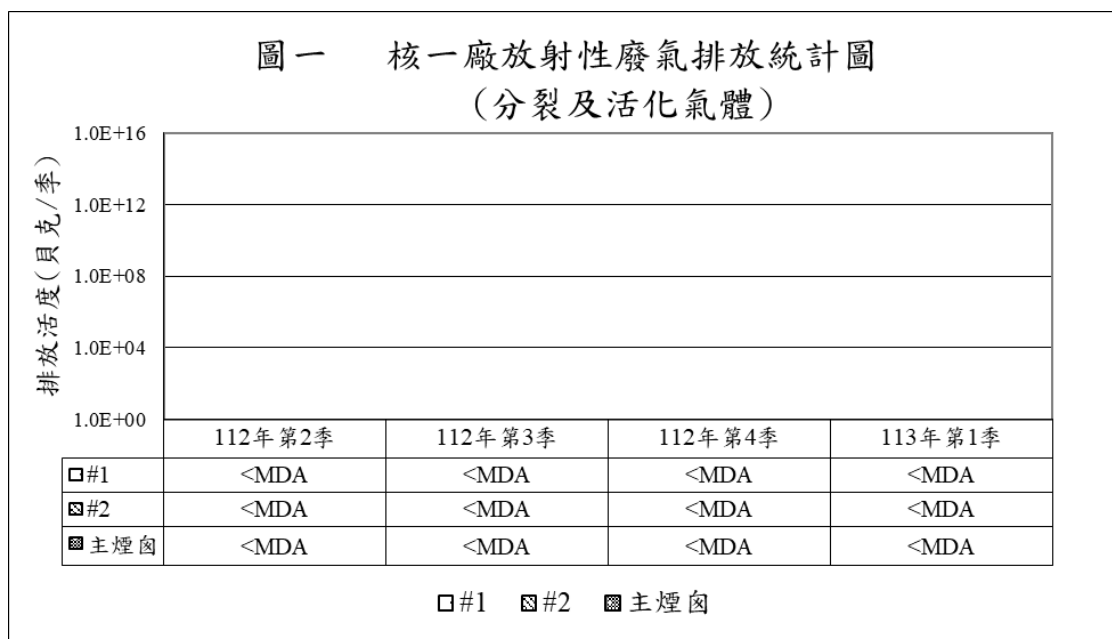 圖一 核一廠放射性廢氣排放統計圖
(分裂及活化氣體)
排放活度(貝克/季)
1.0E+16
1.0E+12
1.0E+08
1.0E+04
1.0E+00
112年第2季 112年第3季 112年第4季 113年第1季
#1 <MDA <MDA <MDA <MDA
#2 <MDA <MDA <MDA <MDA
主煙囪 <MDA <MDA <MDA <MDA
#1 #2 主煙囪